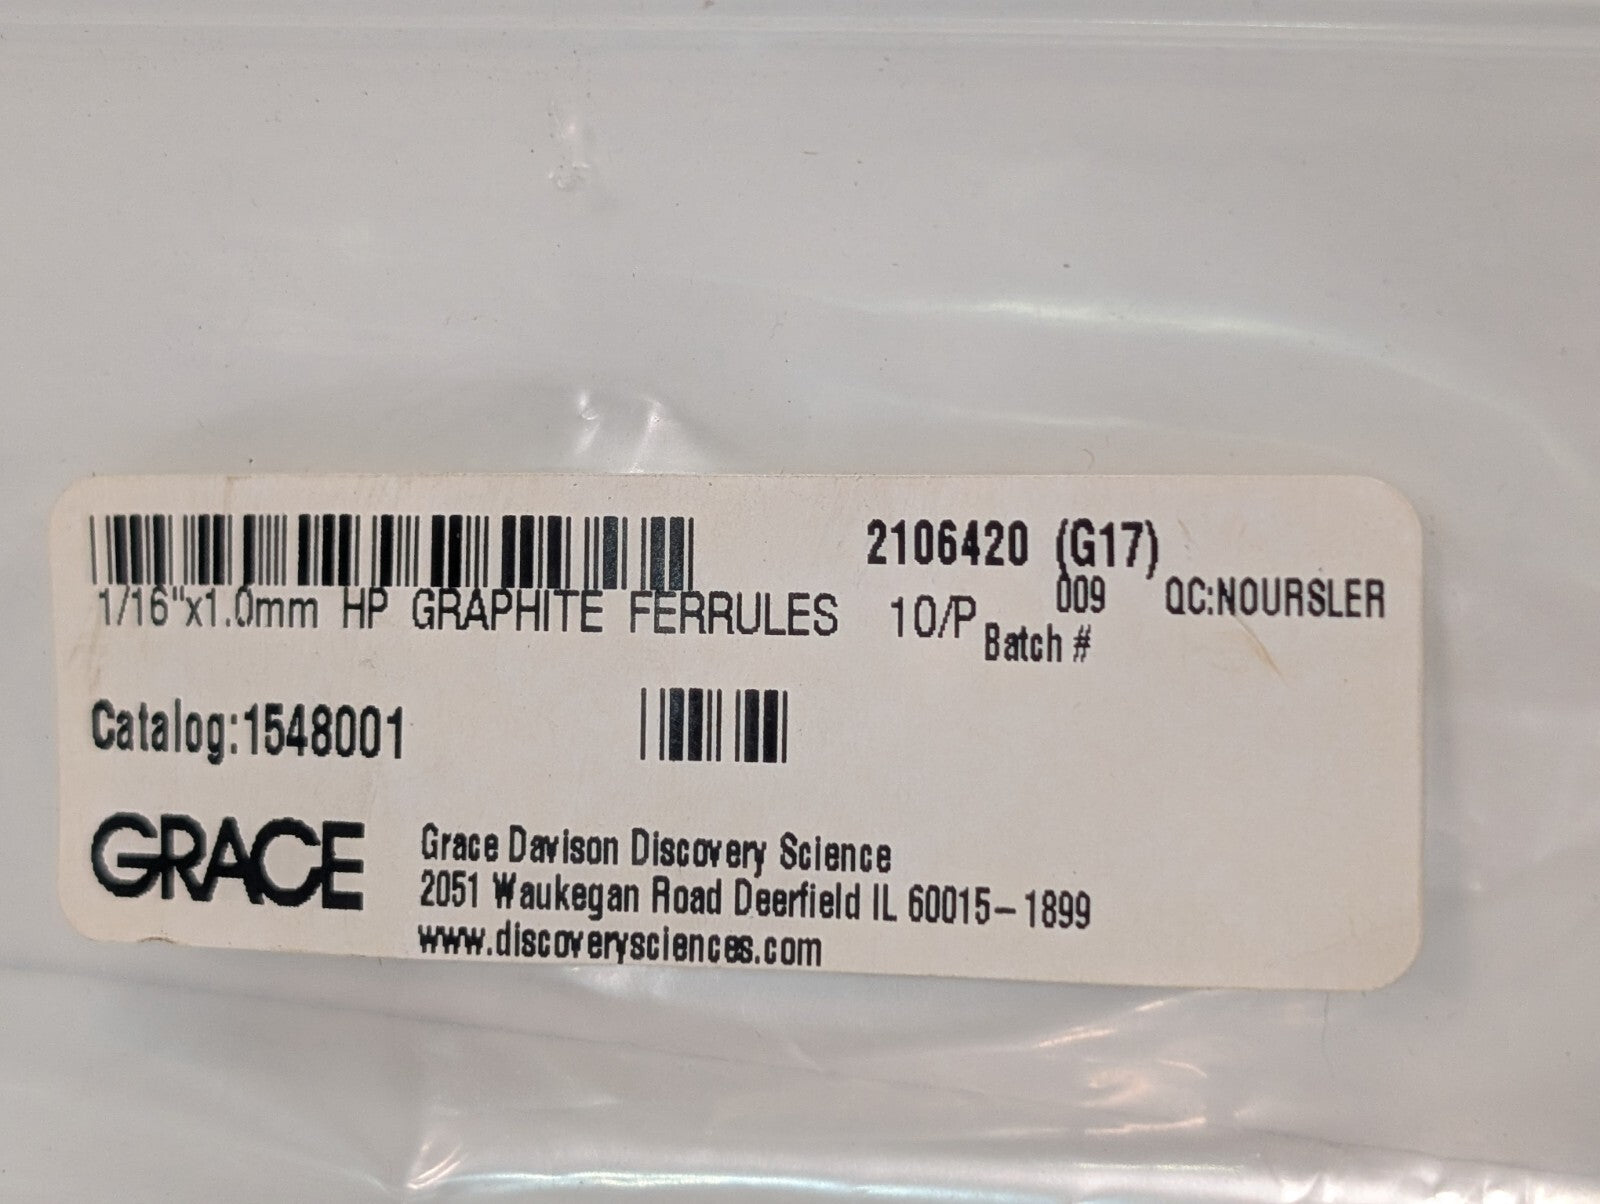 2106420 (G17)
1/16"x1.0mm HP GRAPHITE FERRULES 10/P 009 QC:NOURSLER
Batch #
Catalog:1548001
GRACE
Grace Davison Discovery Science
2051 Waukegan Road Deerfield IL 60015-1899
www.discoverysciences.com